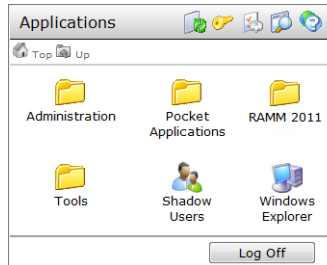 Applications
Top Up
Administration
Pocket Applications
RAMM 2011
Tools
Shadow Users
Windows Explorer
Log Off